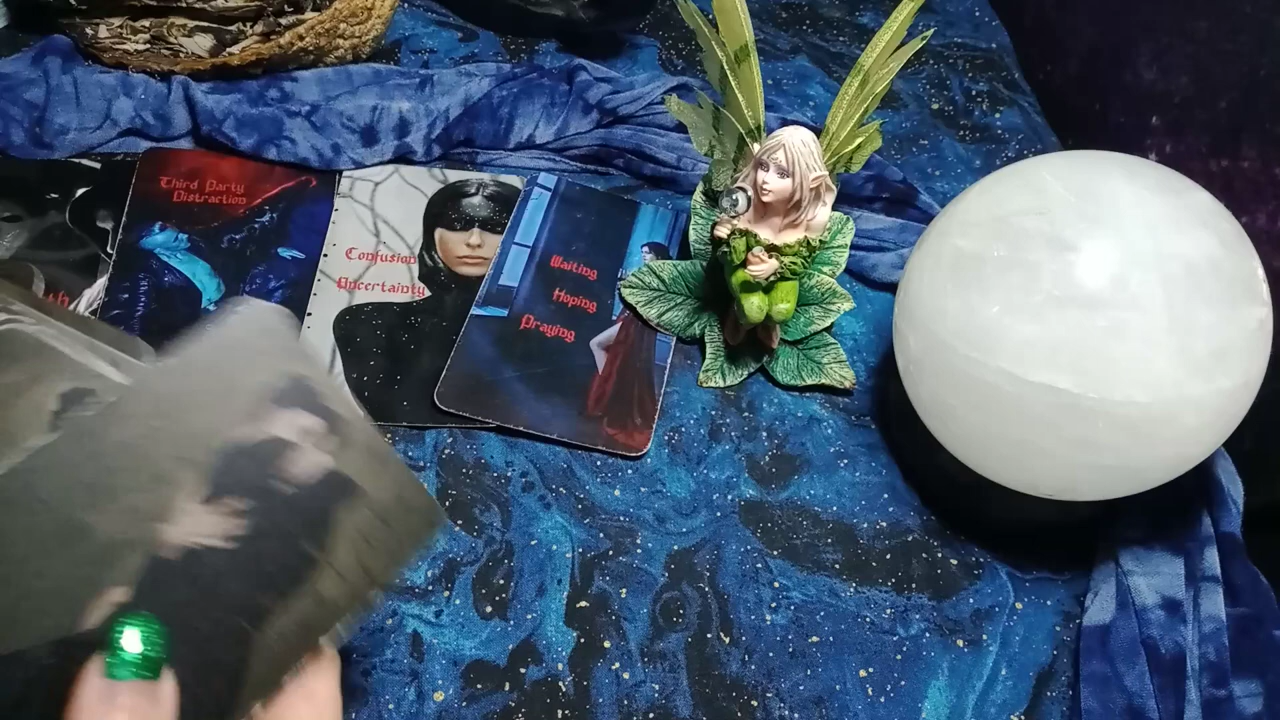 Third Party
Distraction
Confusion
Uncertainty
Waiting
Hoping
Praying